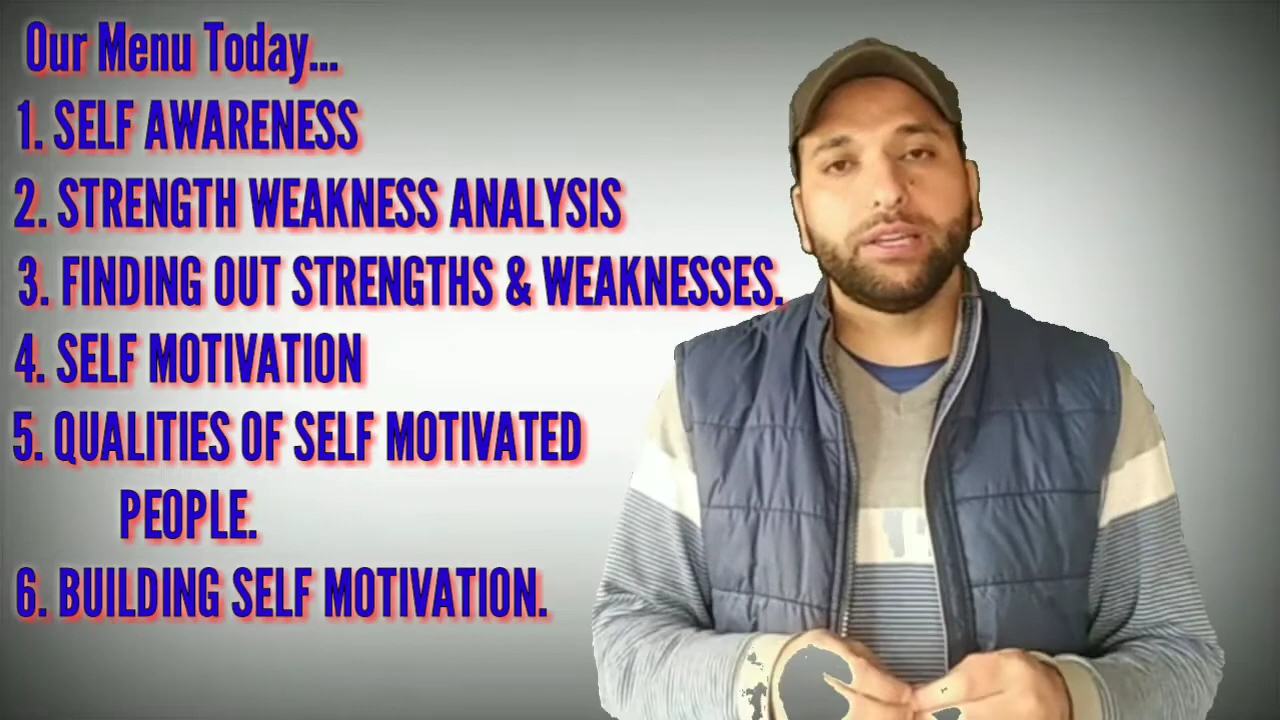 Our Menu Today...
1. SELF AWARENESS
2. STRENGTH WEAKNESS ANALYSIS
3. FINDING OUT STRENGTHS & WEAKNESSES.
4. SELF MOTIVATION
5. QUALITIES OF SELF MOTIVATED
PEOPLE.
6. BUILDING SELF MOTIVATION.